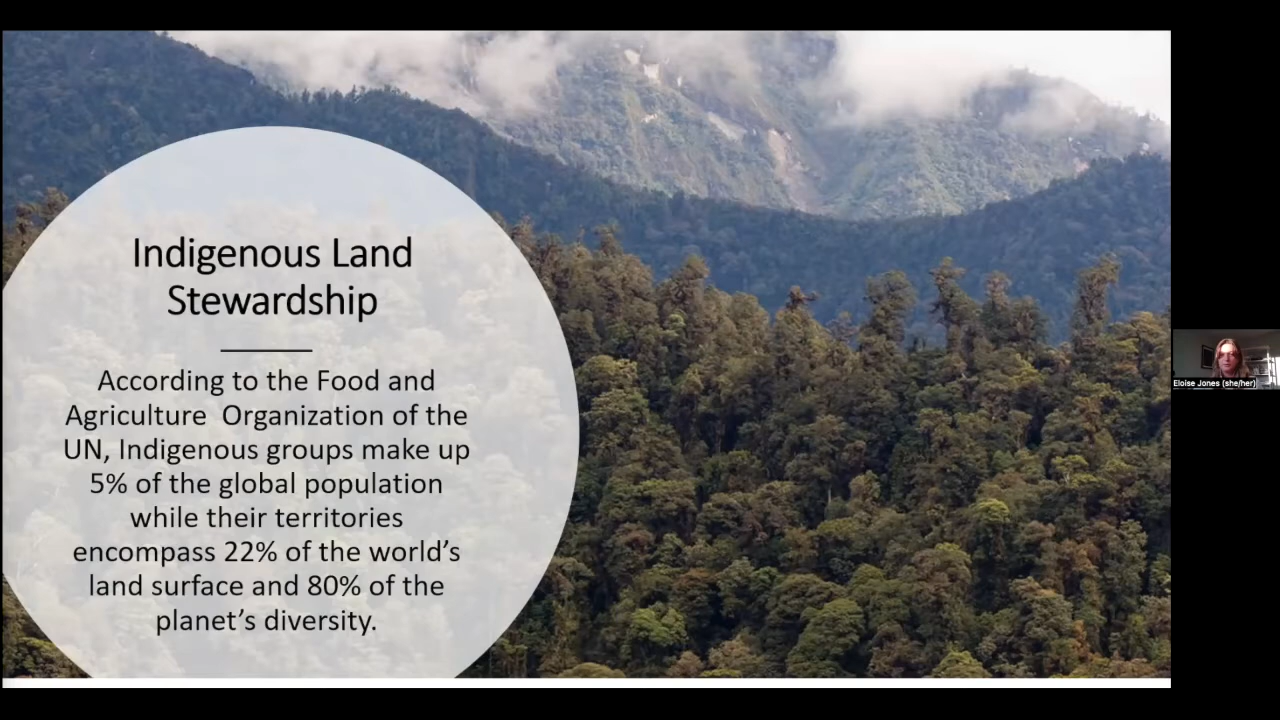 Indigenous Land
Stewardship
According to the Food and
Agriculture  Organization of the
UN, Indigenous groups make up
5% of the global population
while their territories
encompass 22% of the world's
land surface and 80% of the
planet's diversity.
Eloise Jones (she/her)